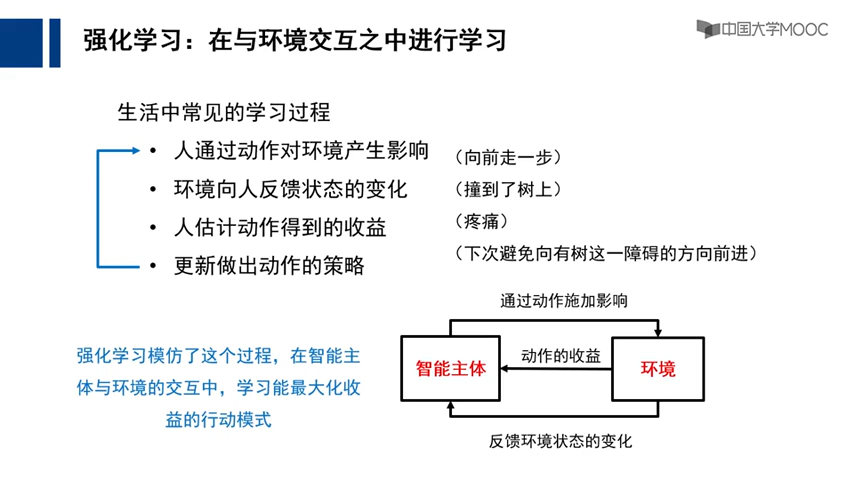 强化学习：在与环境交互之中进行学习
中国大学MOOC
生活中常见的学习过程
• 人通过动作对环境产生影响 （向前走一步）
• 环境向人反馈状态的变化 （撞到了树上）
• 人估计动作得到的收益 （疼痛）
• 更新做出动作的策略 （下次避免向有树这一障碍的方向前进）
强化学习模仿了这个过程，在智能主
体与环境的交互中，学习能最大化收
益的行动模式
通过动作施加影响
智能主体
动作的收益
环境
反馈环境状态的变化